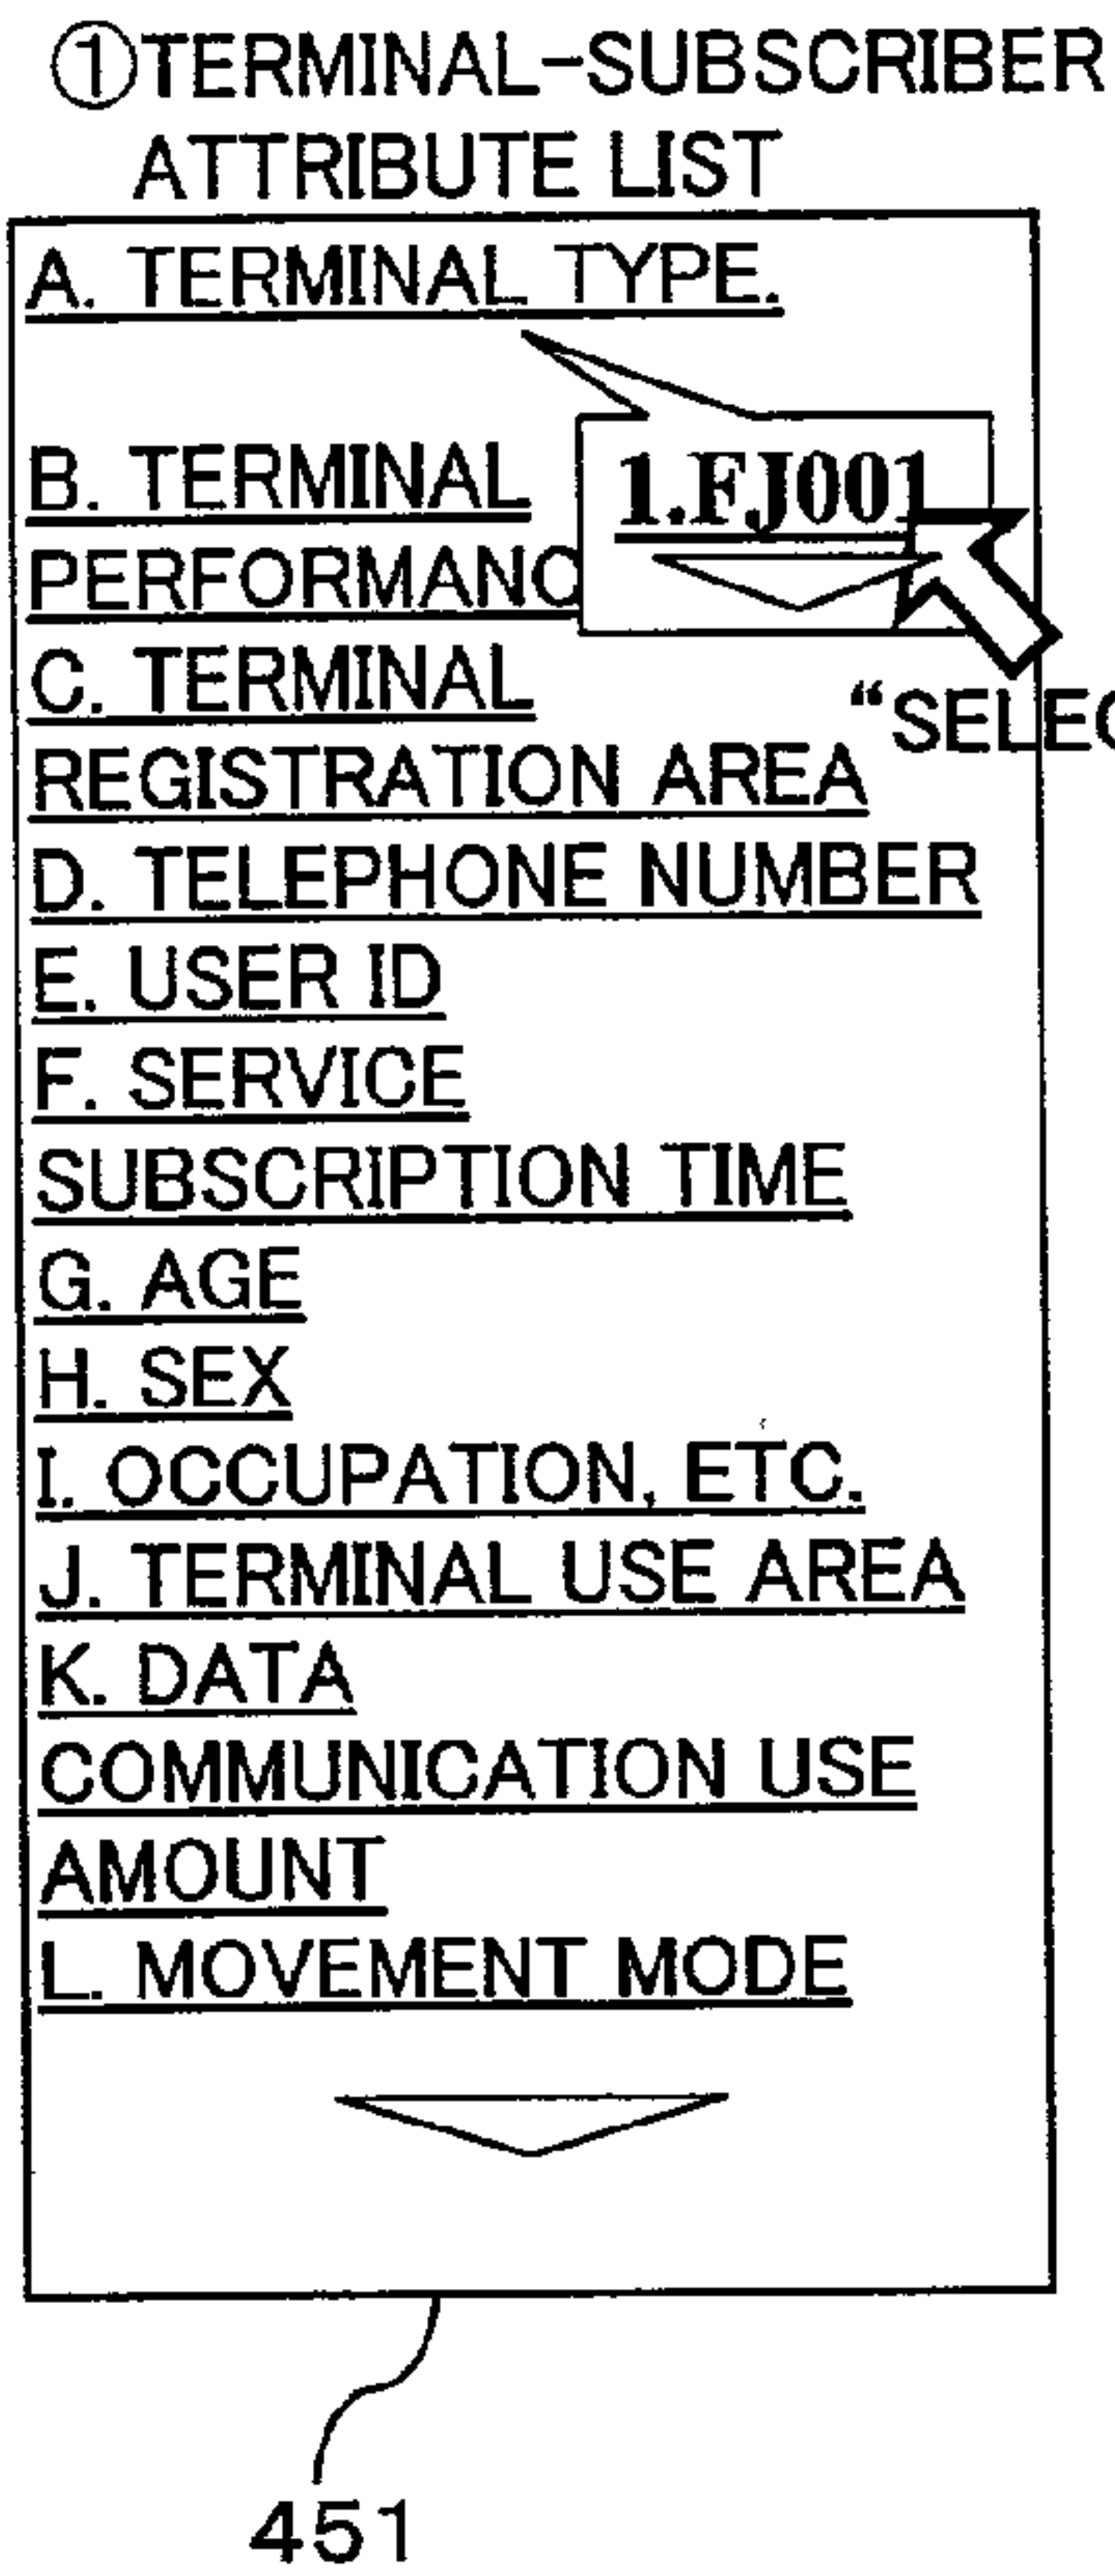 ①TERMINAL-SUBSCRIBER
ATTRIBUTE LIST
A. TERMINAL TYPE.
1.FJ001
B. TERMINAL
PERFORMANC
C. TERMINAL
“SELEC
REGISTRATION AREA
D. TELEPHONE NUMBER
E. USER ID
F. SERVICE
SUBSCRIPTION TIME
G. AGE
H. SEX
I. OCCUPATION, ETC.
J. TERMINAL USE AREA
K. DATA
COMMUNICATION USE
AMOUNT
L. MOVEMENT MODE
451